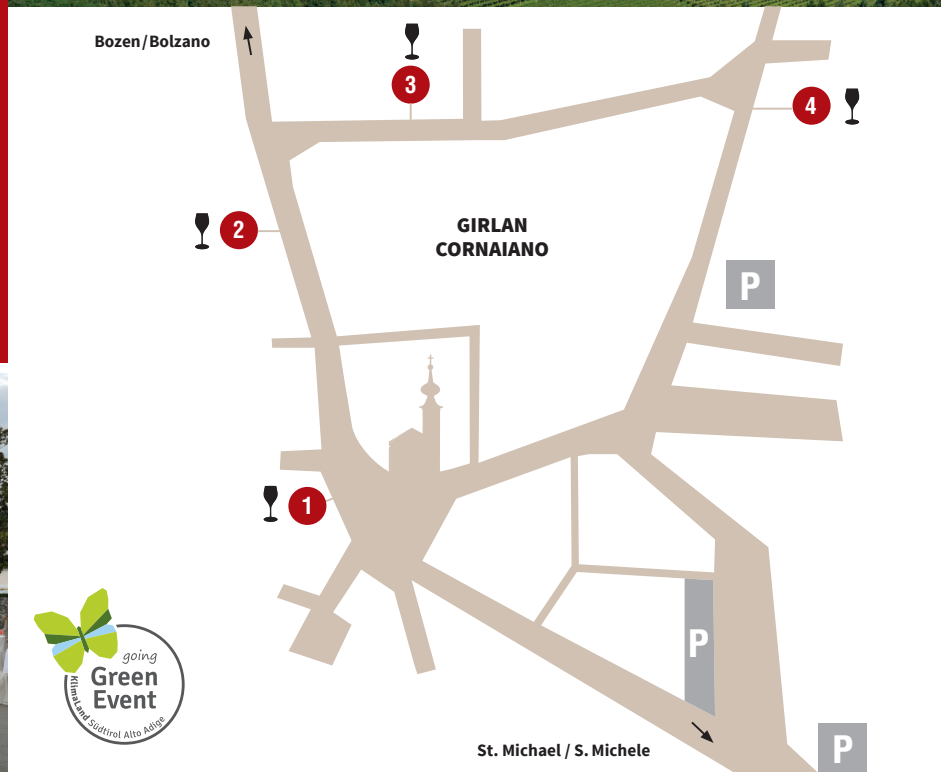 Bozen/Bolzano
3
4
2
GIRLAN
CORNAIANO
P
1
P
going
Green
Event
KlimaLand Südtirol Alto Adige
St. Michael / S. Michele
P